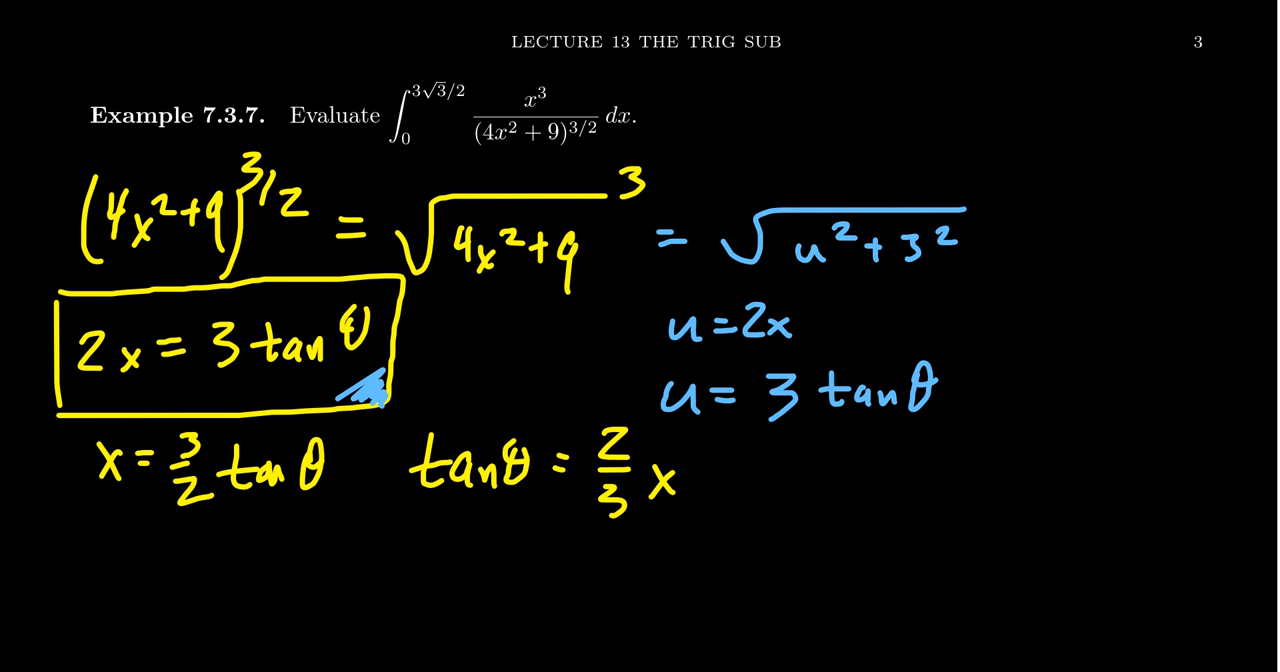 LECTURE 13 THE TRIG SUB 3
Example 7.3.7. Evaluate ∫_0^{3√3/2} x^3/(4x^2 + 9)^{3/2} dx.
(4x^2+9)^{3/2} = √(4x^2+9)^3 = √(u^2+3^2)
2x = 3 tan θ
u = 2x
u = 3 tan θ
x = 3/2 tan θ tan θ = 2/3 x